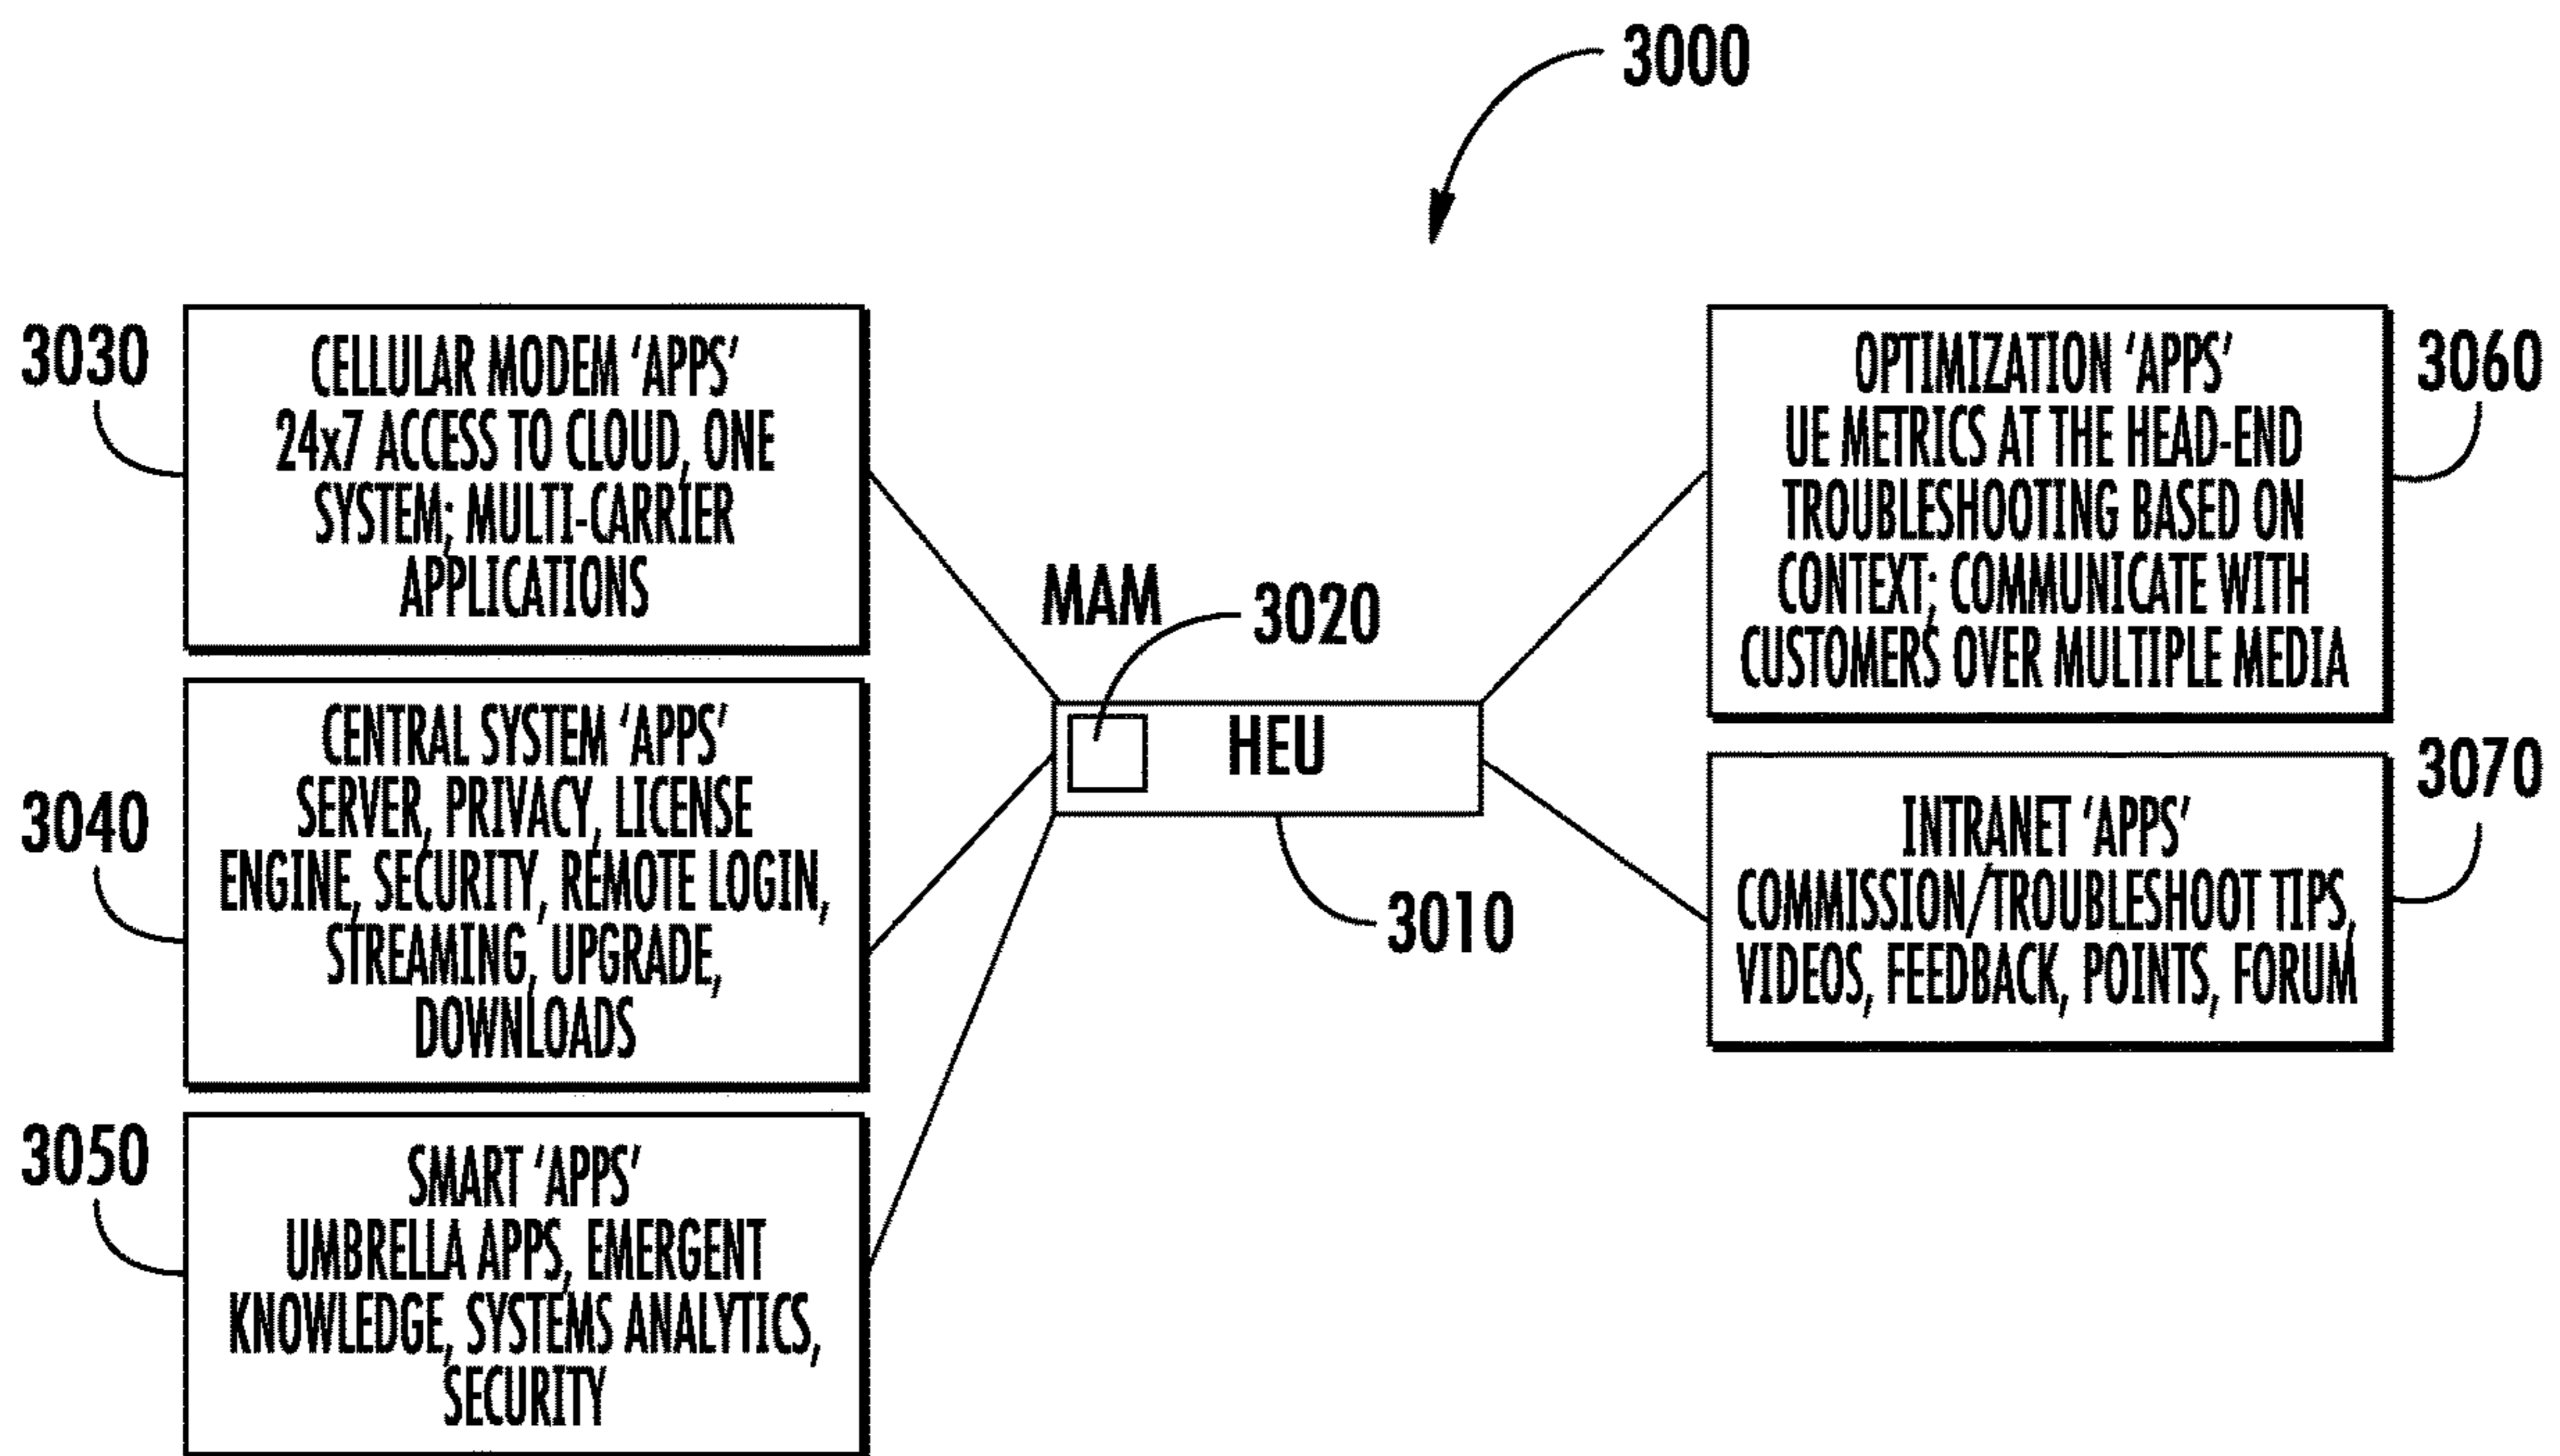 3000
3030
CELLULAR MODEM 'APPS'
24x7 ACCESS TO CLOUD, ONE
SYSTEM; MULTI-CARRIER
APPLICATIONS
3040
CENTRAL SYSTEM 'APPS'
SERVER, PRIVACY, LICENSE
ENGINE, SECURITY, REMOTE LOGIN,
STREAMING, UPGRADE,
DOWNLOADS
3050
SMART 'APPS'
UMBRELLA APPS, EMERGENT
KNOWLEDGE, SYSTEMS ANALYTICS,
SECURITY
MAM
3020
HEU
3010
3060
OPTIMIZATION 'APPS'
UE METRICS AT THE HEAD-END
TROUBLESHOOTING BASED ON
CONTEXT; COMMUNICATE WITH
CUSTOMERS OVER MULTIPLE MEDIA
3070
INTRANET 'APPS'
COMMISSION/TROUBLESHOOT TIPS,
VIDEOS, FEEDBACK, POINTS, FORUM